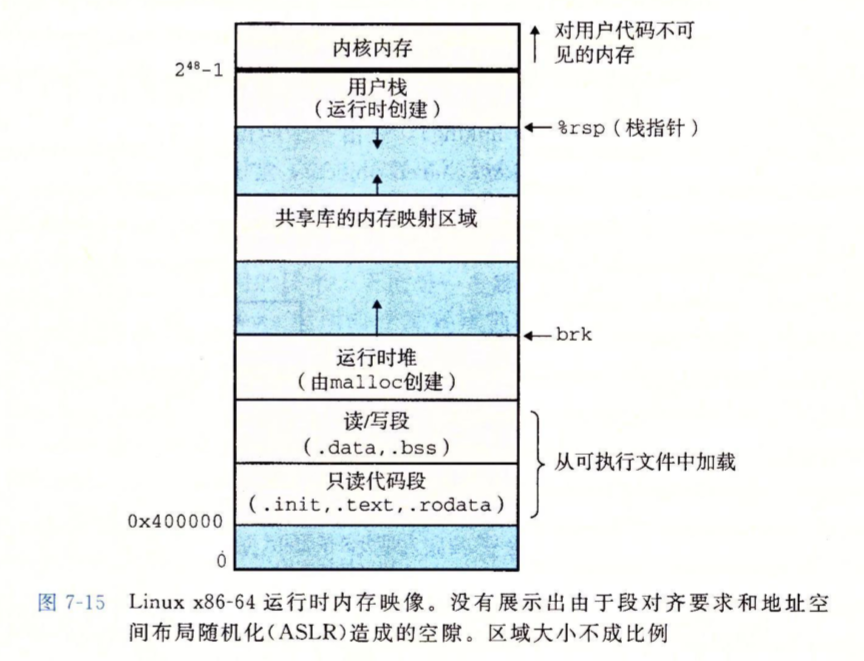 内核内存
对用户代码不可
见的内存
2⁴⁸-1
用户栈
(运行时创建)
%rsp(栈指针)
共享库的内存映射区域
brk
运行时堆
(由malloc创建)
读/写段
(.data,.bss)
从可执行文件中加载
只读代码段
(.init,.text,.rodata)
0x400000
0
图 7-15 Linux x86-64 运行时内存映像。没有展示出由于段对齐要求和地址空
间布局随机化(ASLR)造成的空隙。区域大小不成比例